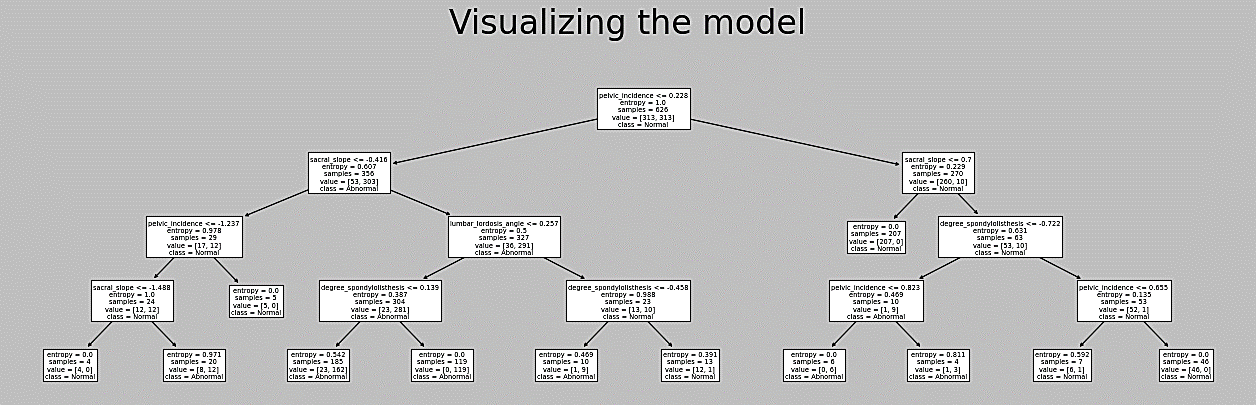 Visualizing the model
pelvic_incidence <= 0.228
entropy = 1.0
samples = 626
value = [313, 313]
class = Normal
sacral_slope <= -0.416
entropy = 0.607
samples = 356
value = [53, 303]
class = Abnormal
sacral_slope <= 0.7
entropy = 0.229
samples = 270
value = [260, 10]
class = Normal
pelvic_incidence <= -1.237
entropy = 0.978
samples = 29
value = [17, 12]
class = Normal
lumbar_lordosis_angle <= 0.257
entropy = 0.5
samples = 327
value = [36, 291]
class = Abnormal
entropy = 0.0
samples = 207
value = [207, 0]
class = Normal
degree_spondylolisthesis <= -0.722
entropy = 0.631
samples = 63
value = [53, 10]
class = Normal
sacral_slope <= -1.488
entropy = 1.0
samples = 24
value = [12, 12]
class = Normal
entropy = 0.0
samples = 5
value = [5, 0]
class = Normal
degree_spondylolisthesis <= 0.139
entropy = 0.387
samples = 304
value = [23, 281]
class = Abnormal
degree_spondylolisthesis <= -0.458
entropy = 0.988
samples = 23
value = [13, 10]
class = Normal
pelvic_incidence <= 0.823
entropy = 0.469
samples = 10
value = [1, 9]
class = Abnormal
pelvic_incidence <= 0.655
entropy = 0.135
samples = 53
value = [52, 1]
class = Normal
entropy = 0.0
samples = 4
value = [4, 0]
class = Normal
entropy = 0.971
samples = 20
value = [8, 12]
class = Abnormal
entropy = 0.542
samples = 185
value = [23, 162]
class = Abnormal
entropy = 0.0
samples = 119
value = [0, 119]
class = Abnormal
entropy = 0.469
samples = 10
value = [1, 9]
class = Abnormal
entropy = 0.391
samples = 13
value = [12, 1]
class = Normal
entropy = 0.0
samples = 6
value = [0, 6]
class = Abnormal
entropy = 0.811
samples = 4
value = [1, 3]
class = Abnormal
entropy = 0.592
samples = 7
value = [6, 1]
class = Normal
entropy = 0.0
samples = 46
value = [46, 0]
class = Normal